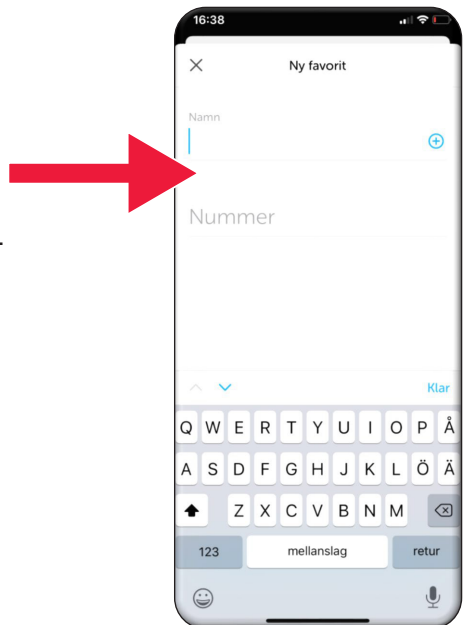 16:38
Ny favorit
Namn
Nummer
Klar
Q W E R T Y U I O P Å
A S D F G H J K L Ö Ä
Z X C V B N M
123 mellanslag retur